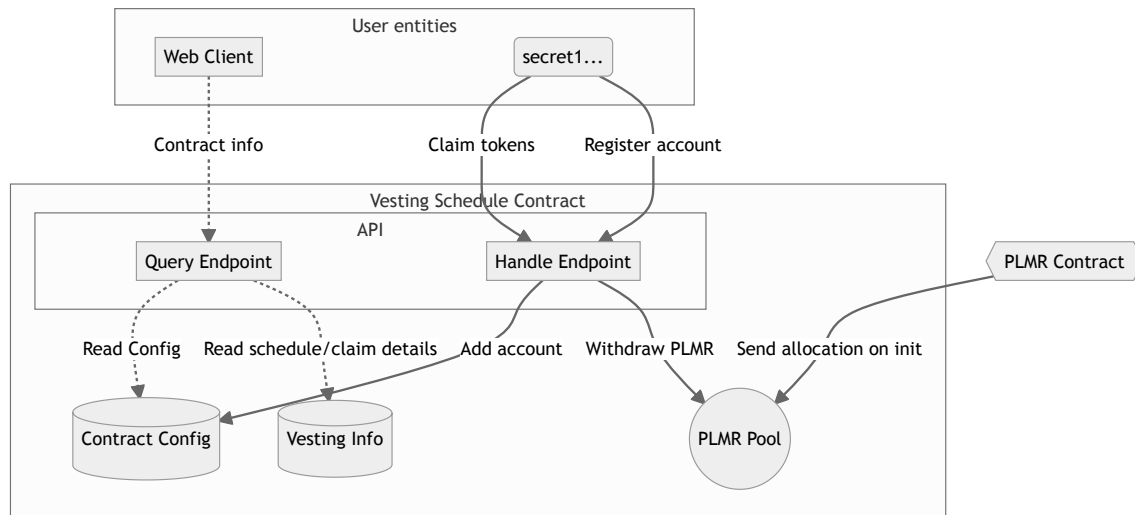 User entities
Web Client
secret1...
Contract info
Claim tokens
Register account
Vesting Schedule Contract
API
Query Endpoint
Handle Endpoint
PLMR Contract
Read Config
Read schedule/claim details
Add account
Withdraw PLMR
Send allocation on init
Contract Config
Vesting Info
PLMR Pool